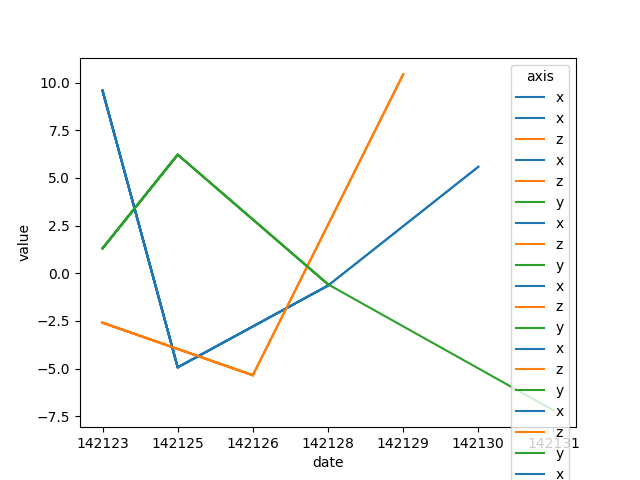 axis
x
x
z
x
z
y
x
z
y
x
z
y
x
z
y
x
z
y
x
10.0
7.5
5.0
2.5
0.0
−2.5
−5.0
−7.5
value
142123
142125
142126
142128
142129
142130
142131
date